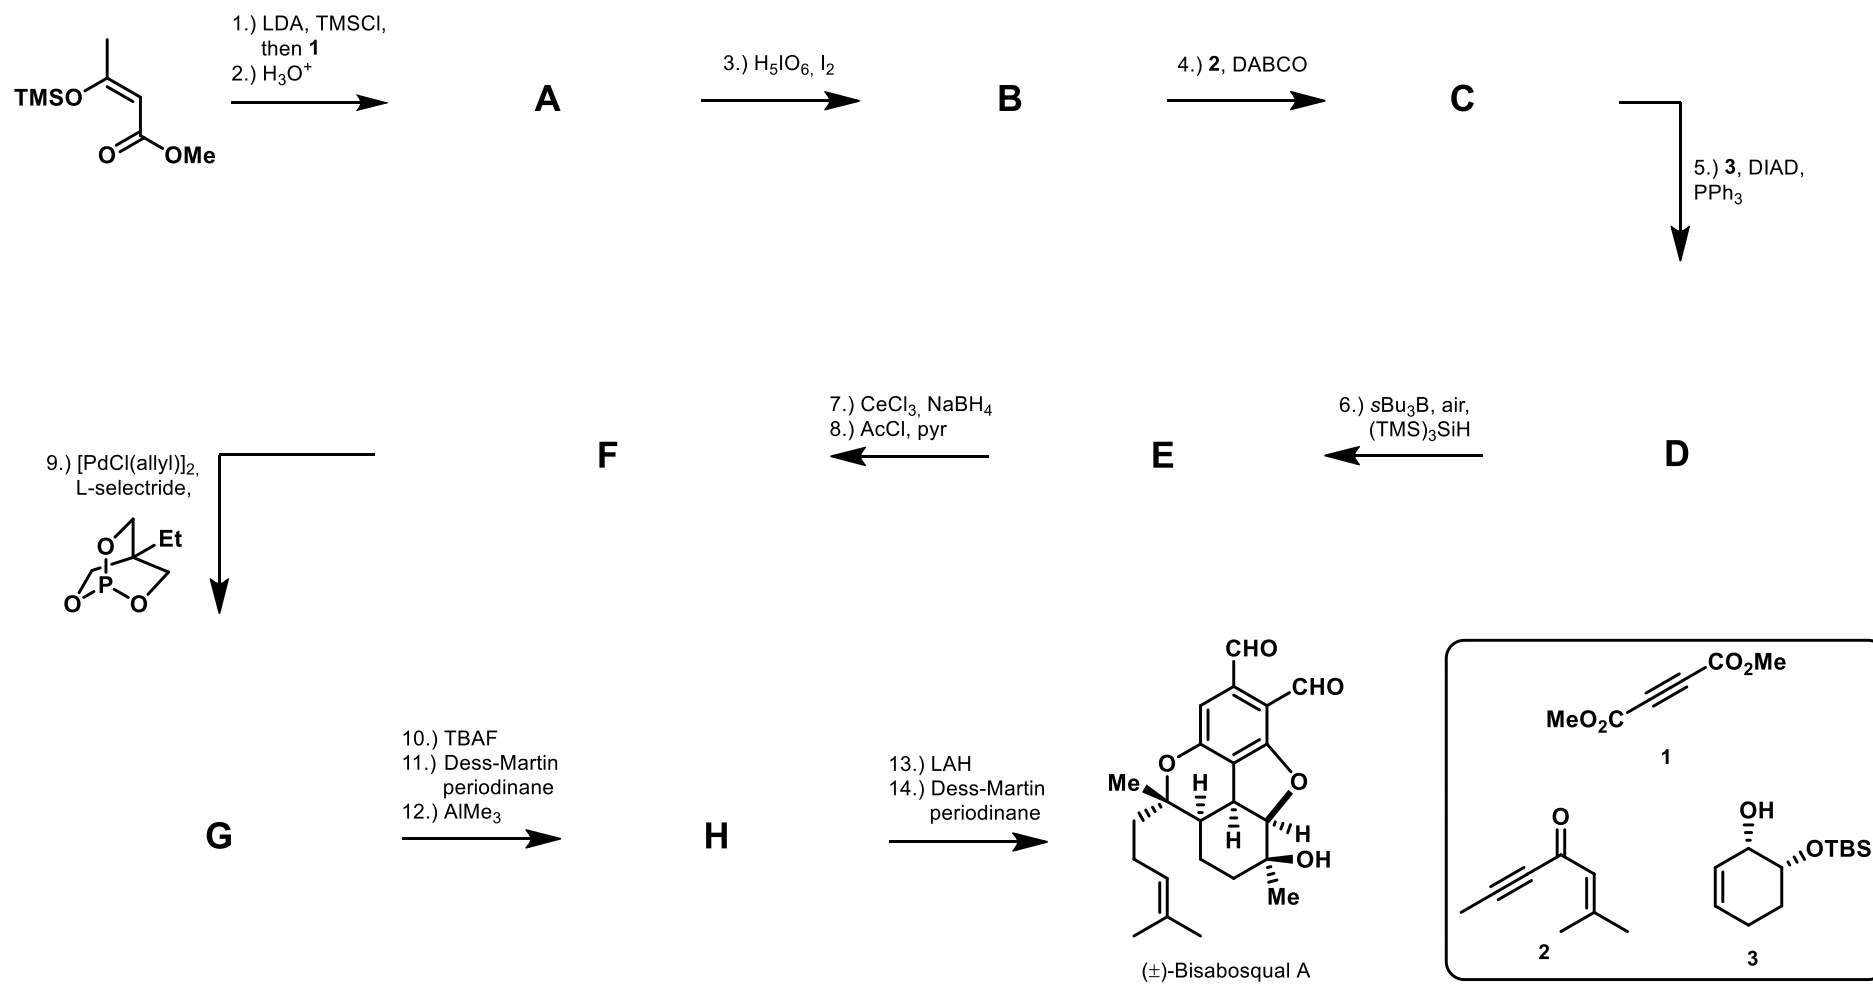 1.) LDA, TMSCl,
then 1
2.) H3O+
A
3.) H5IO6, I2
B
4.) 2, DABCO
C
TMSO
O
OMe
5.) 3, DIAD,
PPh3
D
6.) sBu3B, air,
(TMS)3SiH
E
7.) CeCl3, NaBH4
8.) AcCl, pyr
F
9.) [PdCl(allyl)]2,
L-selectride,
O
Et
P
O
O
G
10.) TBAF
11.) Dess-Martin
periodinane
12.) AlMe3
H
13.) LAH
14.) Dess-Martin
periodinane
CHO
CHO
O
Me
H
O
H
H
OH
Me
(±)-Bisabosqual A
CO2Me
MeO2C
1
O
2
OH
OTBS
3